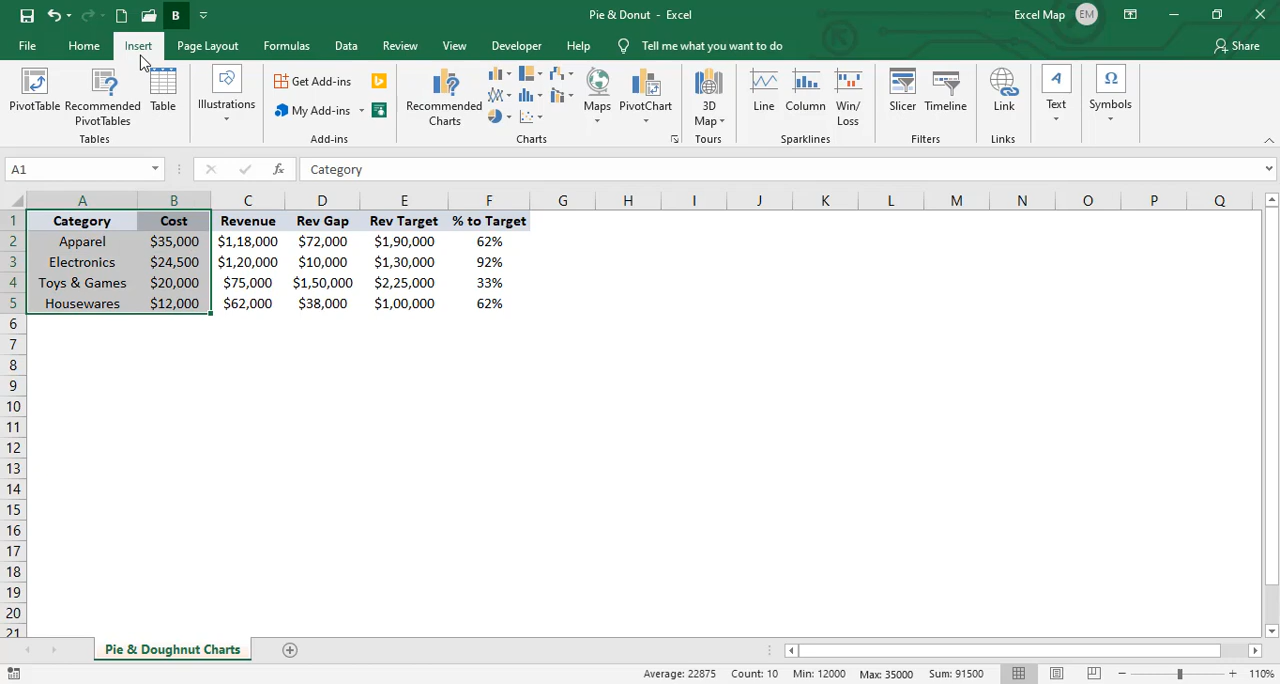 B
Pie & Donut - Excel
Excel Map EM
File Home Insert Page Layout Formulas Data Review View Developer Help Tell me what you want to do Share
PivotTable Recommended PivotTables Table Illustrations Get Add-ins My Add-ins Recommended Charts Maps PivotChart 3D Map Line Column Win/Loss Slicer Timeline Link Text Symbols
Tables Add-ins Charts Tours Sparklines Filters Links
A1 fx Category
A B C D E F G H I J K L M N O P Q
1 Category Cost Revenue Rev Gap Rev Target % to Target
2 Apparel $35,000 $1,18,000 $72,000 $1,90,000 62%
3 Electronics $24,500 $1,20,000 $10,000 $1,30,000 92%
4 Toys & Games $20,000 $75,000 $1,50,000 $2,25,000 33%
5 Housewares $12,000 $62,000 $38,000 $1,00,000 62%
6
7
8
9
10
11
12
13
14
15
16
17
18
19
20
21
Pie & Doughnut Charts
Average: 22875 Count: 10 Min: 12000 Max: 35000 Sum: 91500 110%